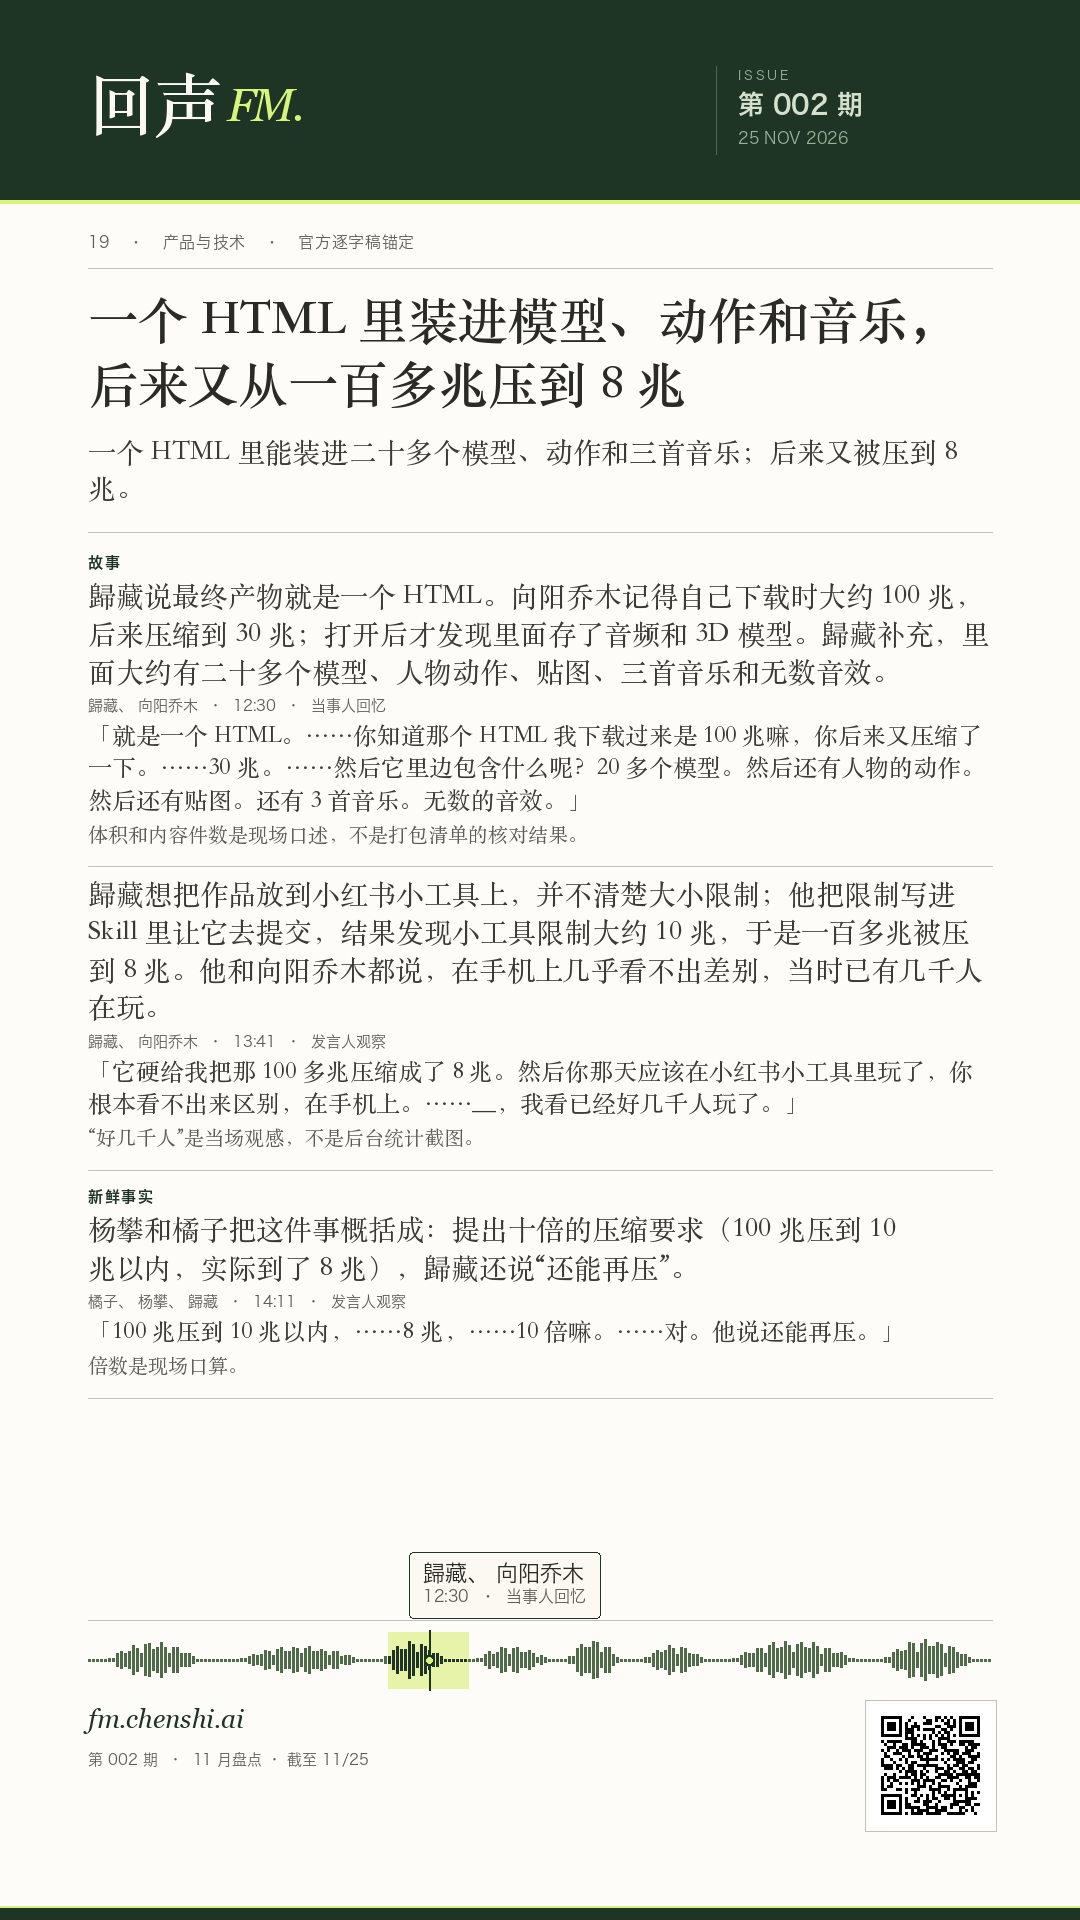 回声 FM.
ISSUE
第 002 期
25 NOV 2026
19 · 产品与技术 · 官方逐字稿锚定
一个 HTML 里装进模型、动作和音乐，
后来又从一百多兆压到 8 兆
一个 HTML 里能装进二十多个模型、动作和三首音乐；后来又被压到 8
兆。
故事
歸藏说最终产物就是一个 HTML。向阳乔木记得自己下载时大约 100 兆，
后来压缩到 30 兆；打开后才发现里面存了音频和 3D 模型。歸藏补充，里
面大约有二十多个模型、人物动作、贴图、三首音乐和无数音效。
歸藏、 向阳乔木 · 12:30 · 当事人回忆
「就是一个 HTML。……你知道那个 HTML 我下载过来是 100 兆嘛，你后来又压缩了
一下。……30 兆。……然后它里边包含什么呢？20 多个模型。然后还有人物的动作。
然后还有贴图。还有 3 首音乐。无数的音效。」
体积和内容件数是现场口述，不是打包清单的核对结果。
歸藏想把作品放到小红书小工具上，并不清楚大小限制；他把限制写进
Skill 里让它去提交，结果发现小工具限制大约 10 兆，于是一百多兆被压
到 8 兆。他和向阳乔木都说，在手机上几乎看不出差别，当时已有几千人
在玩。
歸藏、 向阳乔木 · 13:41 · 发言人观察
「它硬给我把那 100 多兆压缩成了 8 兆。然后你那天应该在小红书小工具里玩了，你
根本看不出来区别，在手机上。……__，我看已经好几千人玩了。」
“好几千人”是当场观感，不是后台统计截图。
新鲜事实
杨攀和橘子把这件事概括成：提出十倍的压缩要求（100 兆压到 10
兆以内，实际到了 8 兆），歸藏还说“还能再压”。
橘子、 杨攀、 歸藏 · 14:11 · 发言人观察
「100 兆压到 10 兆以内，……8 兆，……10 倍嘛。……对。他说还能再压。」
倍数是现场口算。
歸藏、 向阳乔木
12:30 · 当事人回忆
fm.chenshi.ai
第 002 期 · 11 月盘点 · 截至 11/25